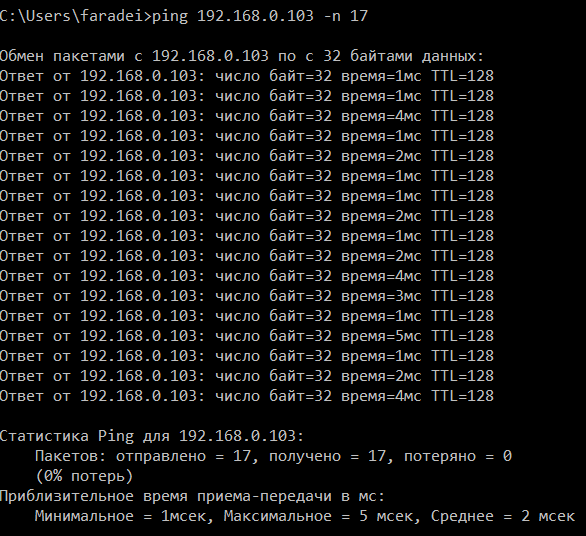 C:\Users\faradei>ping 192.168.0.103 -n 17
Обмен пакетами с 192.168.0.103 по с 32 байтами данных:
Ответ от 192.168.0.103: число байт=32 время=1мс TTL=128
Ответ от 192.168.0.103: число байт=32 время=1мс TTL=128
Ответ от 192.168.0.103: число байт=32 время=4мс TTL=128
Ответ от 192.168.0.103: число байт=32 время=1мс TTL=128
Ответ от 192.168.0.103: число байт=32 время=2мс TTL=128
Ответ от 192.168.0.103: число байт=32 время=1мс TTL=128
Ответ от 192.168.0.103: число байт=32 время=1мс TTL=128
Ответ от 192.168.0.103: число байт=32 время=2мс TTL=128
Ответ от 192.168.0.103: число байт=32 время=1мс TTL=128
Ответ от 192.168.0.103: число байт=32 время=2мс TTL=128
Ответ от 192.168.0.103: число байт=32 время=4мс TTL=128
Ответ от 192.168.0.103: число байт=32 время=3мс TTL=128
Ответ от 192.168.0.103: число байт=32 время=1мс TTL=128
Ответ от 192.168.0.103: число байт=32 время=5мс TTL=128
Ответ от 192.168.0.103: число байт=32 время=1мс TTL=128
Ответ от 192.168.0.103: число байт=32 время=2мс TTL=128
Ответ от 192.168.0.103: число байт=32 время=4мс TTL=128
Статистика Ping для 192.168.0.103:
Пакетов: отправлено = 17, получено = 17, потеряно = 0
(0% потерь)
Приблизительное время приема-передачи в мс:
Минимальное = 1мсек, Максимальное = 5 мсек, Среднее = 2 мсек